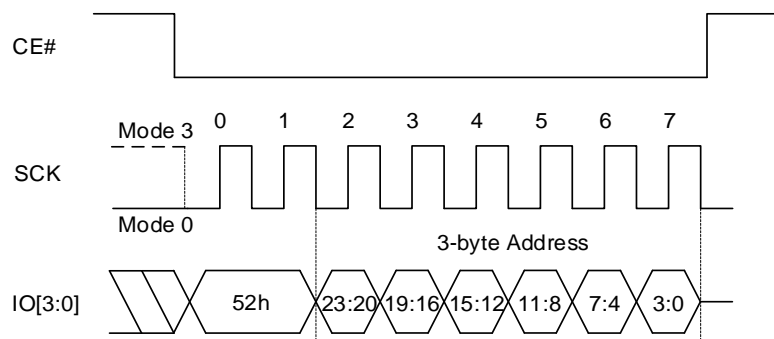 CE#
Mode 3
0 1 2 3 4 5 6 7
SCK
Mode 0
3-byte Address
IO[3:0]
52h 23:20 19:16 15:12 11:8 7:4 3:0